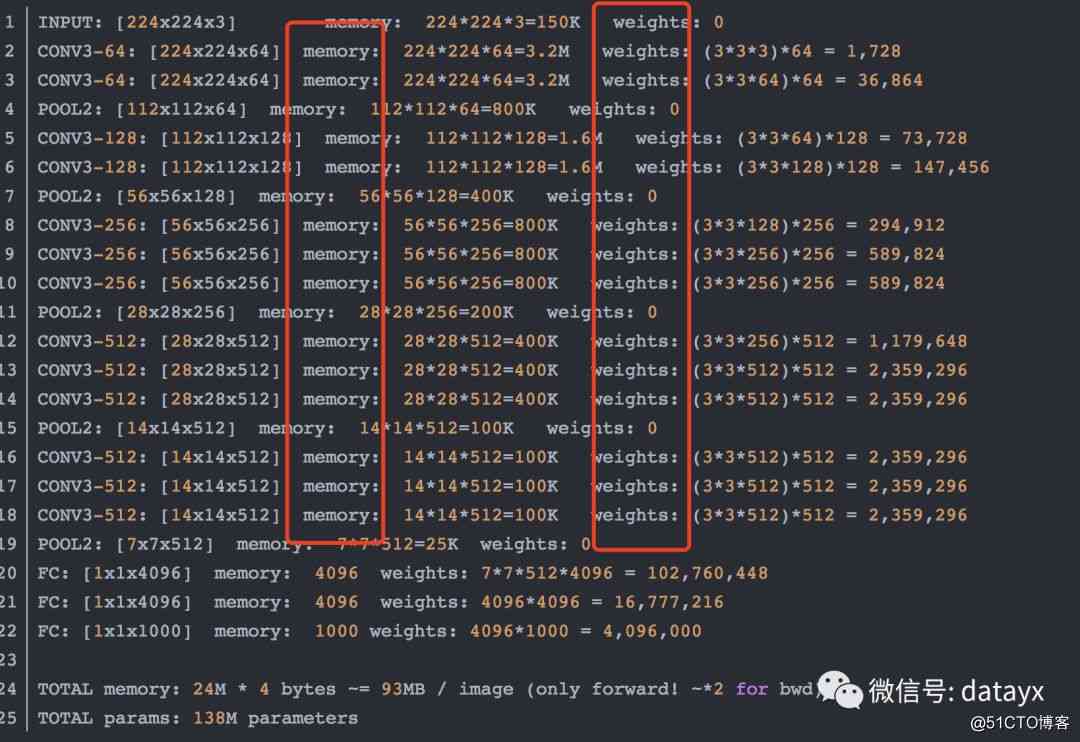 1 INPUT: [224x224x3] memory: 224*224*3=150K weights: 0
2 CONV3-64: [224x224x64] memory: 224*224*64=3.2M weights: (3*3*3)*64 = 1,728
3 CONV3-64: [224x224x64] memory: 224*224*64=3.2M weights: (3*3*64)*64 = 36,864
4 POOL2: [112x112x64] memory: 112*112*64=800K weights: 0
5 CONV3-128: [112x112x128] memory: 112*112*128=1.6M weights: (3*3*64)*128 = 73,728
6 CONV3-128: [112x112x128] memory: 112*112*128=1.6M weights: (3*3*128)*128 = 147,456
7 POOL2: [56x56x128] memory: 56*56*128=400K weights: 0
8 CONV3-256: [56x56x256] memory: 56*56*256=800K weights: (3*3*128)*256 = 294,912
9 CONV3-256: [56x56x256] memory: 56*56*256=800K weights: (3*3*256)*256 = 589,824
10 CONV3-256: [56x56x256] memory: 56*56*256=800K weights: (3*3*256)*256 = 589,824
11 POOL2: [28x28x256] memory: 28*28*256=200K weights: 0
12 CONV3-512: [28x28x512] memory: 28*28*512=400K weights: (3*3*256)*512 = 1,179,648
13 CONV3-512: [28x28x512] memory: 28*28*512=400K weights: (3*3*512)*512 = 2,359,296
14 CONV3-512: [28x28x512] memory: 28*28*512=400K weights: (3*3*512)*512 = 2,359,296
15 POOL2: [14x14x512] memory: 14*14*512=100K weights: 0
16 CONV3-512: [14x14x512] memory: 14*14*512=100K weights: (3*3*512)*512 = 2,359,296
17 CONV3-512: [14x14x512] memory: 14*14*512=100K weights: (3*3*512)*512 = 2,359,296
18 CONV3-512: [14x14x512] memory: 14*14*512=100K weights: (3*3*512)*512 = 2,359,296
19 POOL2: [7x7x512] memory: 7*7*512=25K weights: 0
20 FC: [1x1x4096] memory: 4096 weights: 7*7*512*4096 = 102,760,448
21 FC: [1x1x4096] memory: 4096 weights: 4096*4096 = 16,777,216
22 FC: [1x1x1000] memory: 1000 weights: 4096*1000 = 4,096,000
23
24 TOTAL memory: 24M * 4 bytes ~= 93MB / image (only forward! ~*2 for bwd)
25 TOTAL params: 138M parameters
微信号: datayx
@51CTO博客